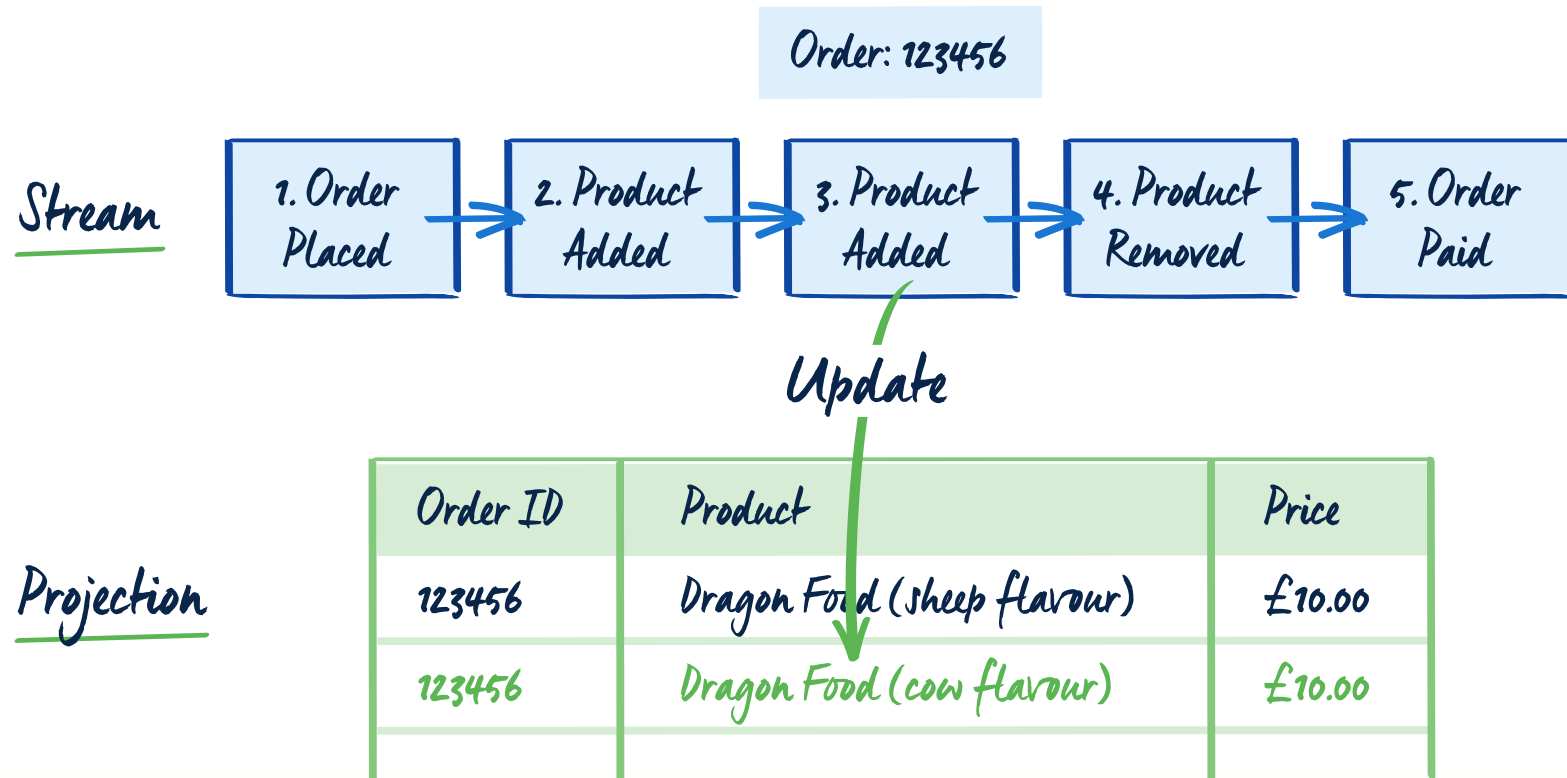 Order: 123456
Stream
1. Order
Placed
2. Product
Added
3. Product
Added
4. Product
Removed
5. Order
Paid
Update
Projection
Order ID Product Price
123456 Dragon Food (sheep flavour) £10.00
123456 Dragon Food (cow flavour) £10.00